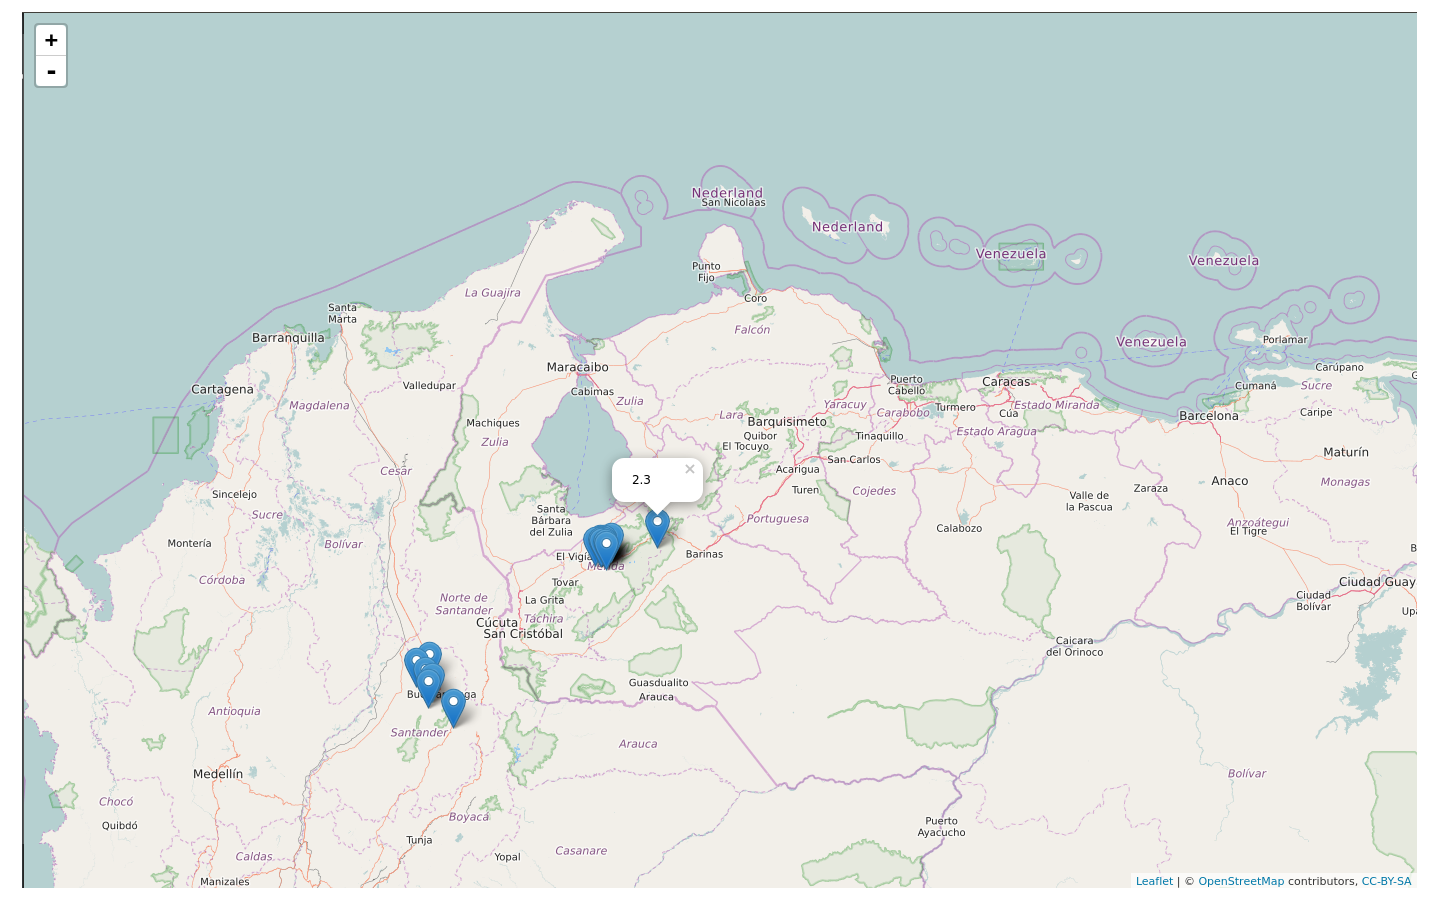 +
-
Nederland
San Nicolaas
Nederland
Venezuela
Venezuela
Punto
Fijo
La Guajira
Coro
Santa
Marta
Falcón
Barranquilla
Porlamar
Venezuela
Maracaibo
Carúpano
Cartagena
Valledupar
Cabimas
Puerto
Cabello
Caracas
Cumaná
Sucre
Magdalena
Zulia
Lara
Yaracuy
Carabobo
Turmero
Cúa
Estado Miranda
Barcelona
Caripe
Machiques
Barquisimeto
Estado Aragua
Zulia
Quibor
El Tocuyo
Tinaquillo
Maturín
Cesar
Acarigua
San Carlos
2.3
×
Turen
Cojedes
Valle de
la Pascua
Zaraza
Anaco
Monagas
Sincelejo
Sucre
Santa
Bárbara
del Zulia
Portuguesa
Calabozo
Anzoátegui
El Tigre
Montería
Bolívar
El Vigía
Mérida
Barinas
Córdoba
Tovar
Ciudad Guay
Norte de
Santander
La Grita
Táchira
Ciudad
Bolívar
Upa
Cúcuta
San Cristóbal
Caicara
del Orinoco
Guasdualito
Arauca
Antioquia
Santander
Arauca
Medellín
Bolívar
Chocó
Quibdó
Boyacá
Tunja
Puerto
Ayacucho
Caldas
Yopal
Casanare
Manizales
Leaflet | © OpenStreetMap contributors, CC-BY-SA